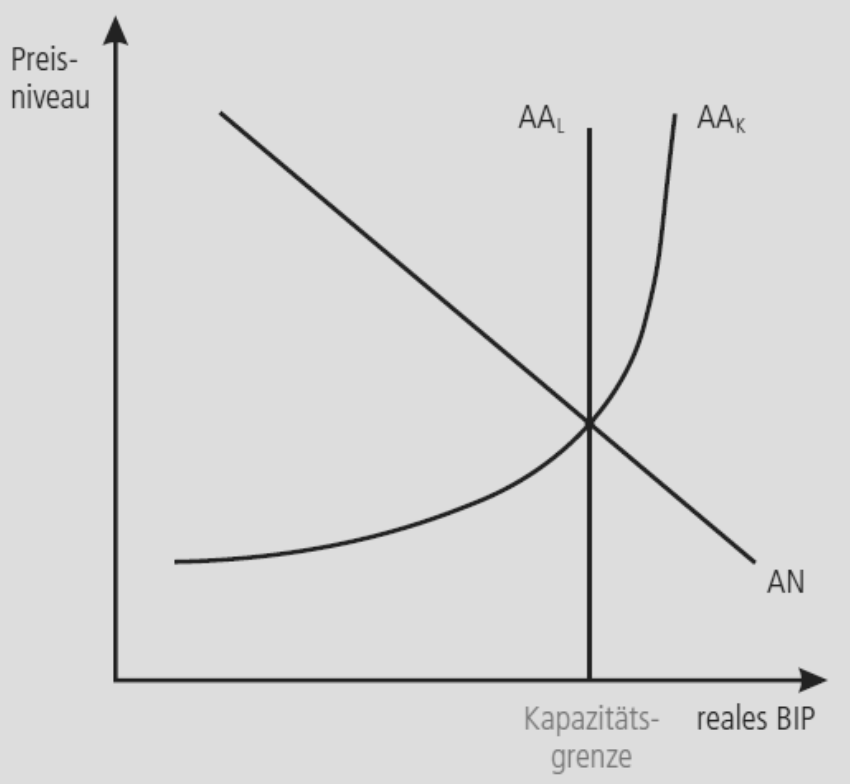 Preis-
niveau
AAL
AAK
AN
Kapazitäts-
grenze
reales BIP